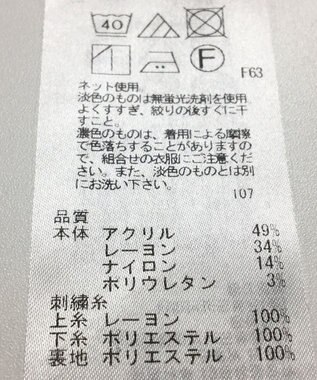 40
F
F63
ネット使用
淡色のものは無蛍光洗剤を使用
よくすすぎ、絞りの後すぐに干
すこと。
濃色のものは、着用による摩擦
で色落ちすることがありますの
で、組合せの衣服にご注意くだ
さい。また、淡色のものとは別
にお洗い下さい。
107
品質
本体 アクリル 49%
レーヨン 34%
ナイロン 14%
ポリウレタン 3%
刺繍糸
上糸 レーヨン 100%
下糸 ポリエステル 100%
裏地 ポリエステル 100%